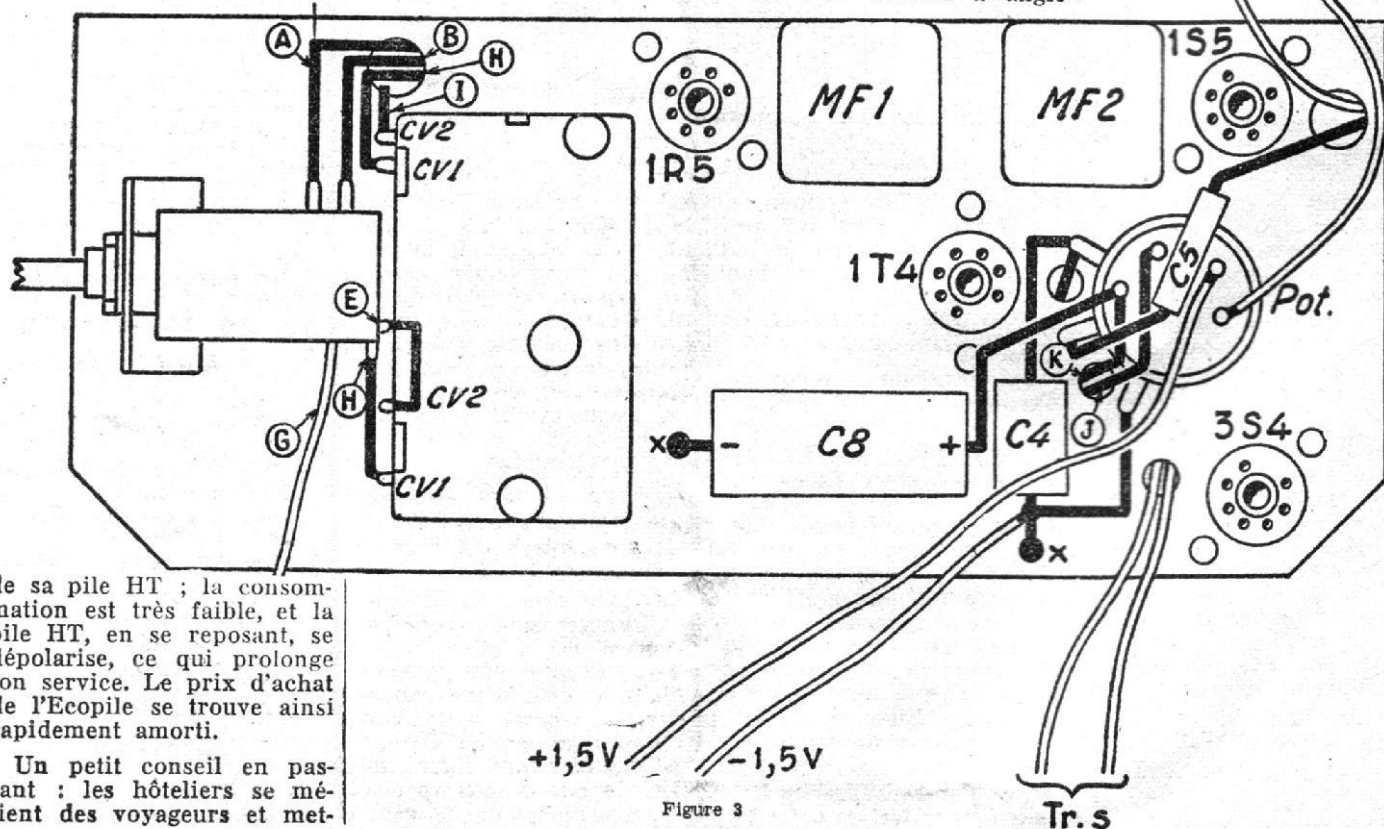 à angle
A
B
H
I
CV2
CV1
1R5
MF1
MF2
1S5
1T4
C5
Pot.
E
H
CV2
G
CV1
K
J
x
-
C8
+
C4
3S4
x
+1,5V
-1,5V
Tr. s
Figure 3
de sa pile HT ; la consom-
mation est très faible, et la
pile HT, en se reposant, se
dépolarise, ce qui prolonge
son service. Le prix d'achat
de l'Ecopile se trouve ainsi
rapidement amorti.
Un petit conseil en pas-
sant : les hôteliers se mé-
fient des voyageurs et met-